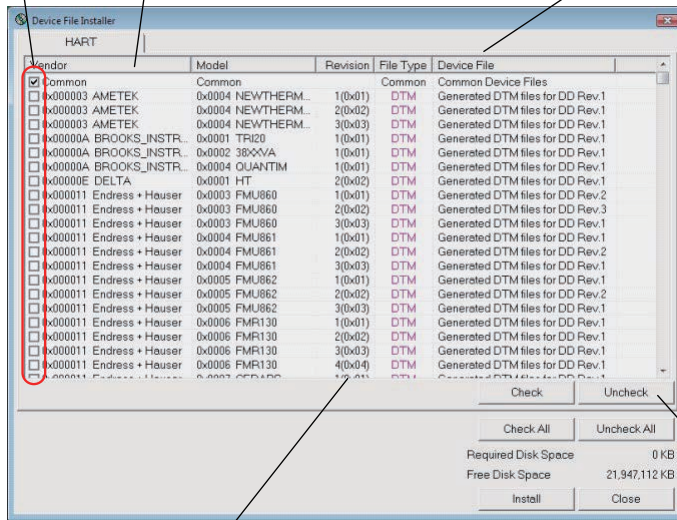 Device File Installer
HART
Vendor Model Revision File Type Device File
Common Common Common Common Device Files
0x000003 AMETEK 0x0004 NEWTHERM... 1(0x01) DTM Generated DTM files for DD Rev.1
0x000003 AMETEK 0x0004 NEWTHERM... 2(0x02) DTM Generated DTM files for DD Rev.1
0x000003 AMETEK 0x0004 NEWTHERM... 3(0x03) DTM Generated DTM files for DD Rev.1
0x00000A BROOKS_INSTR... 0x0001 TRI20 1(0x01) DTM Generated DTM files for DD Rev.1
0x00000A BROOKS_INSTR... 0x0002 38XXVA 1(0x01) DTM Generated DTM files for DD Rev.1
0x00000A BROOKS_INSTR... 0x0004 QUANTIM 1(0x01) DTM Generated DTM files for DD Rev.1
0x00000E DELTA 0x0001 HT 2(0x02) DTM Generated DTM files for DD Rev.1
0x000011 Endress + Hauser 0x0003 FMU860 1(0x01) DTM Generated DTM files for DD Rev.2
0x000011 Endress + Hauser 0x0003 FMU860 2(0x02) DTM Generated DTM files for DD Rev.3
0x000011 Endress + Hauser 0x0003 FMU860 3(0x03) DTM Generated DTM files for DD Rev.1
0x000011 Endress + Hauser 0x0004 FMU861 1(0x01) DTM Generated DTM files for DD Rev.1
0x000011 Endress + Hauser 0x0004 FMU861 2(0x02) DTM Generated DTM files for DD Rev.2
0x000011 Endress + Hauser 0x0004 FMU861 3(0x03) DTM Generated DTM files for DD Rev.1
0x000011 Endress + Hauser 0x0005 FMU862 1(0x01) DTM Generated DTM files for DD Rev.1
0x000011 Endress + Hauser 0x0005 FMU862 2(0x02) DTM Generated DTM files for DD Rev.2
0x000011 Endress + Hauser 0x0005 FMU862 3(0x03) DTM Generated DTM files for DD Rev.1
0x000011 Endress + Hauser 0x0006 FMR130 1(0x01) DTM Generated DTM files for DD Rev.1
0x000011 Endress + Hauser 0x0006 FMR130 2(0x02) DTM Generated DTM files for DD Rev.1
0x000011 Endress + Hauser 0x0006 FMR130 3(0x03) DTM Generated DTM files for DD Rev.1
0x000011 Endress + Hauser 0x0006 FMR130 4(0x04) DTM Generated DTM files for DD Rev.1
Check Uncheck
Check All Uncheck All
Required Disk Space 0 KB
Free Disk Space 21,947,112 KB
Install Close